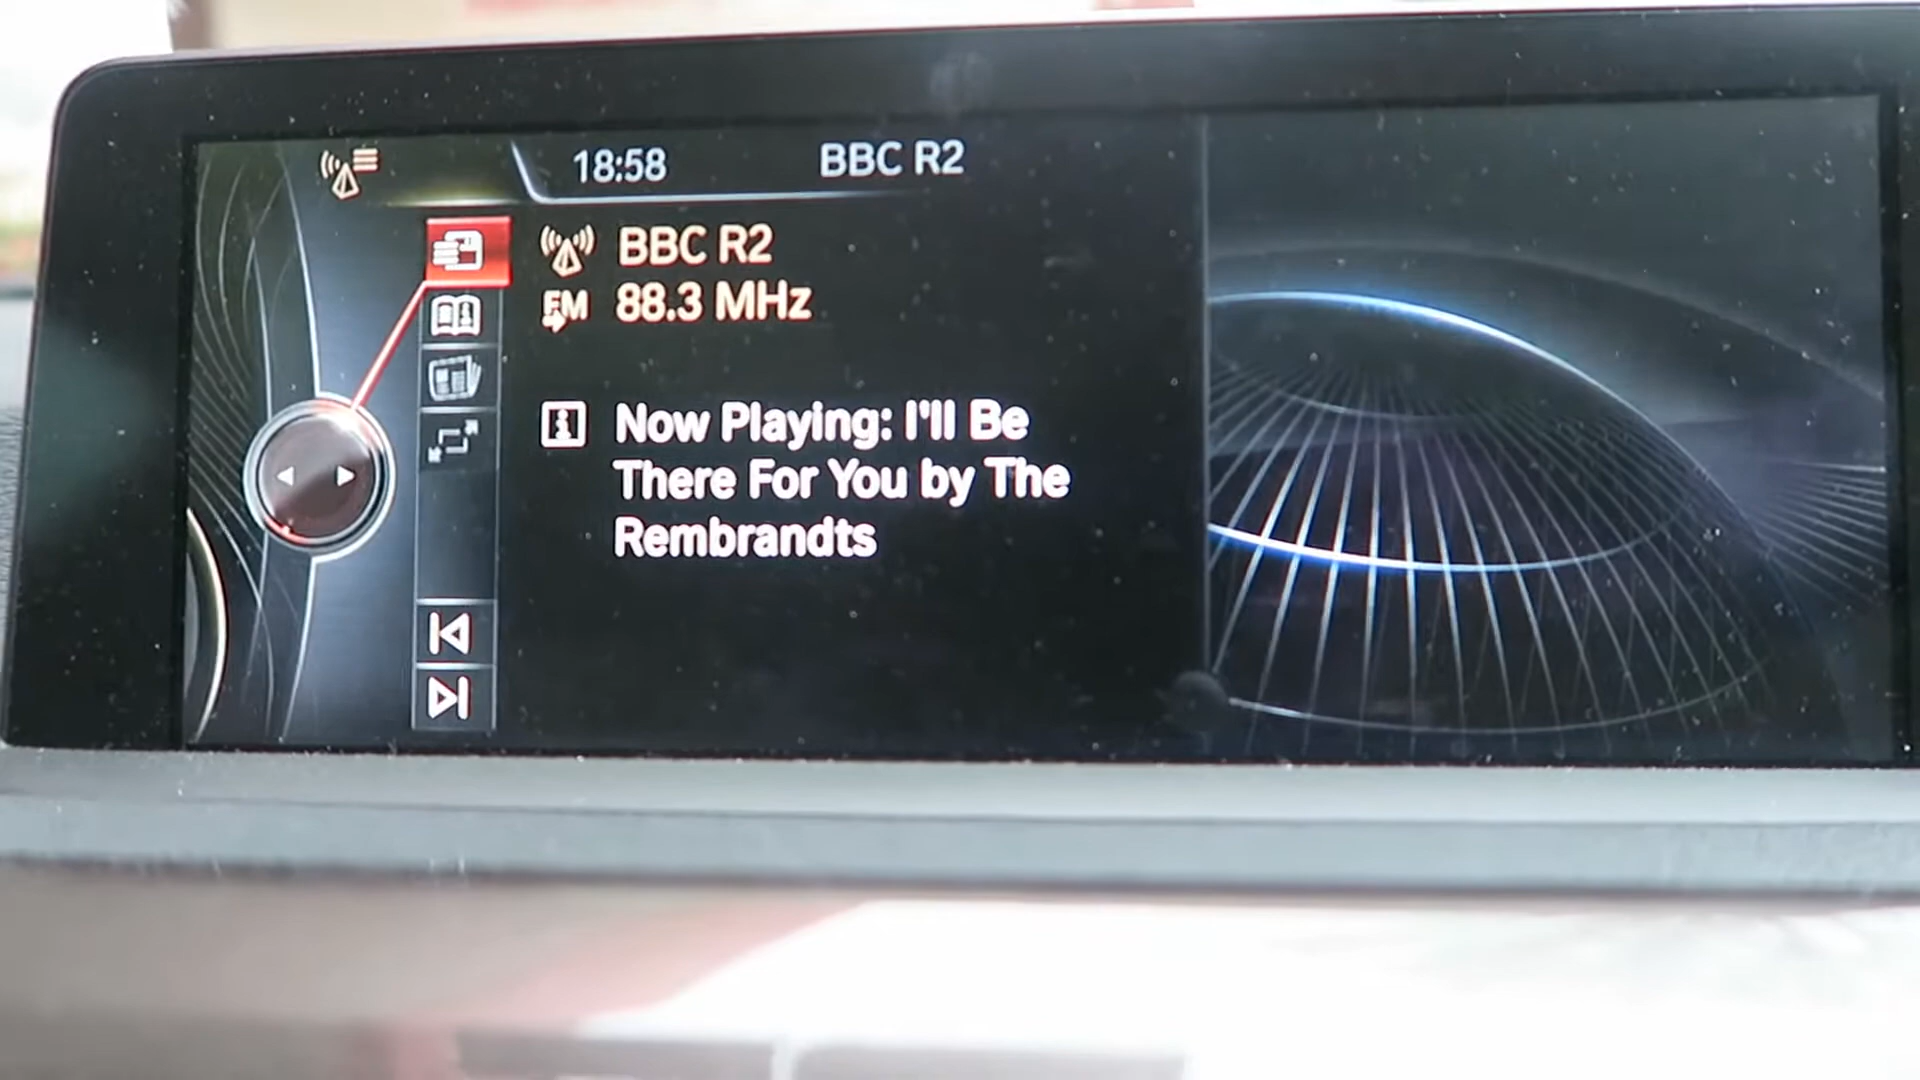 18:58 BBC R2
BBC R2
FM 88.3 MHz
Now Playing: I'll Be
There For You by The
Rembrandts